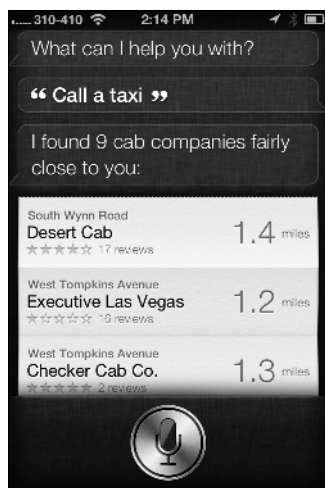 310-410 2:14 PM
What can I help you with?
“ Call a taxi ”
I found 9 cab companies fairly
close to you:
South Wynn Road
Desert Cab 1.4 miles
17 reviews
West Tompkins Avenue
Executive Las Vegas 1.2 miles
16 reviews
West Tompkins Avenue
Checker Cab Co. 1.3 miles
2 reviews